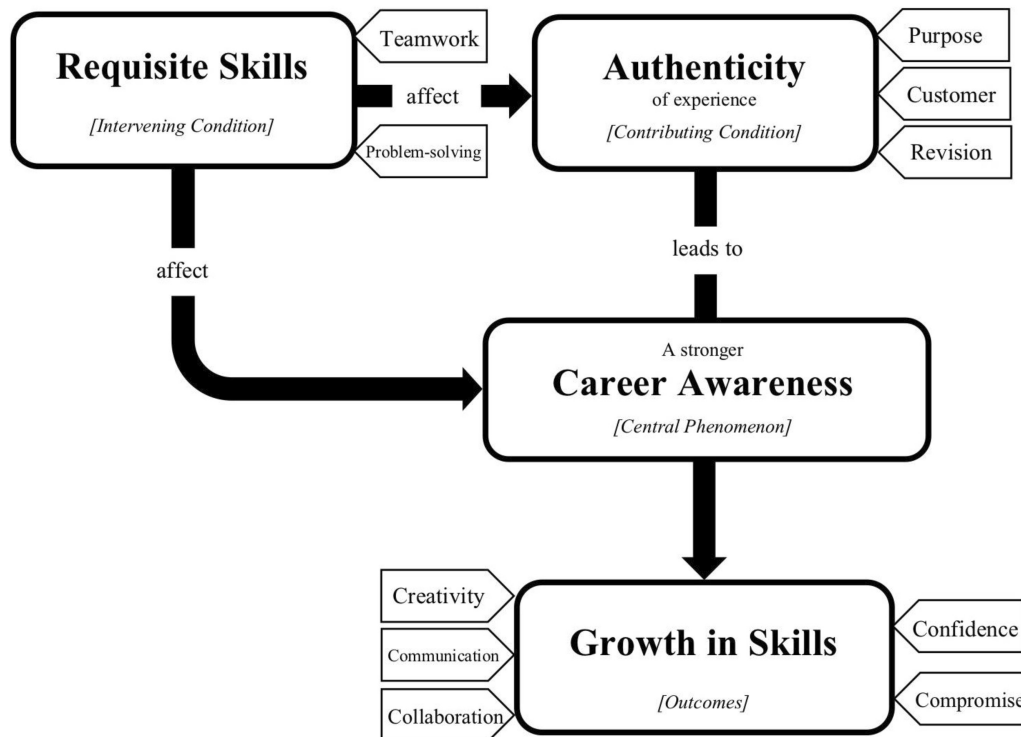 Requisite Skills
[Intervening Condition]
Teamwork
affect
Problem-solving
Authenticity
of experience
[Contributing Condition]
Purpose
Customer
Revision
affect
leads to
A stronger
Career Awareness
[Central Phenomenon]
Creativity
Communication
Collaboration
Growth in Skills
[Outcomes]
Confidence
Compromise